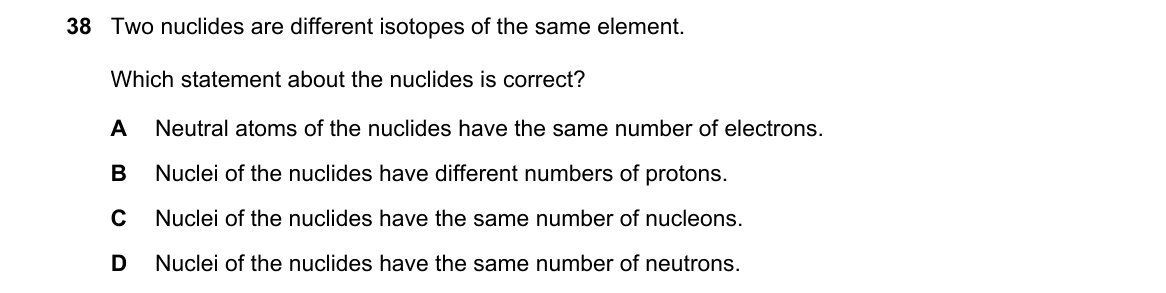 38 Two nuclides are different isotopes of the same element.
Which statement about the nuclides is correct?
A Neutral atoms of the nuclides have the same number of electrons.
B Nuclei of the nuclides have different numbers of protons.
C Nuclei of the nuclides have the same number of nucleons.
D Nuclei of the nuclides have the same number of neutrons.